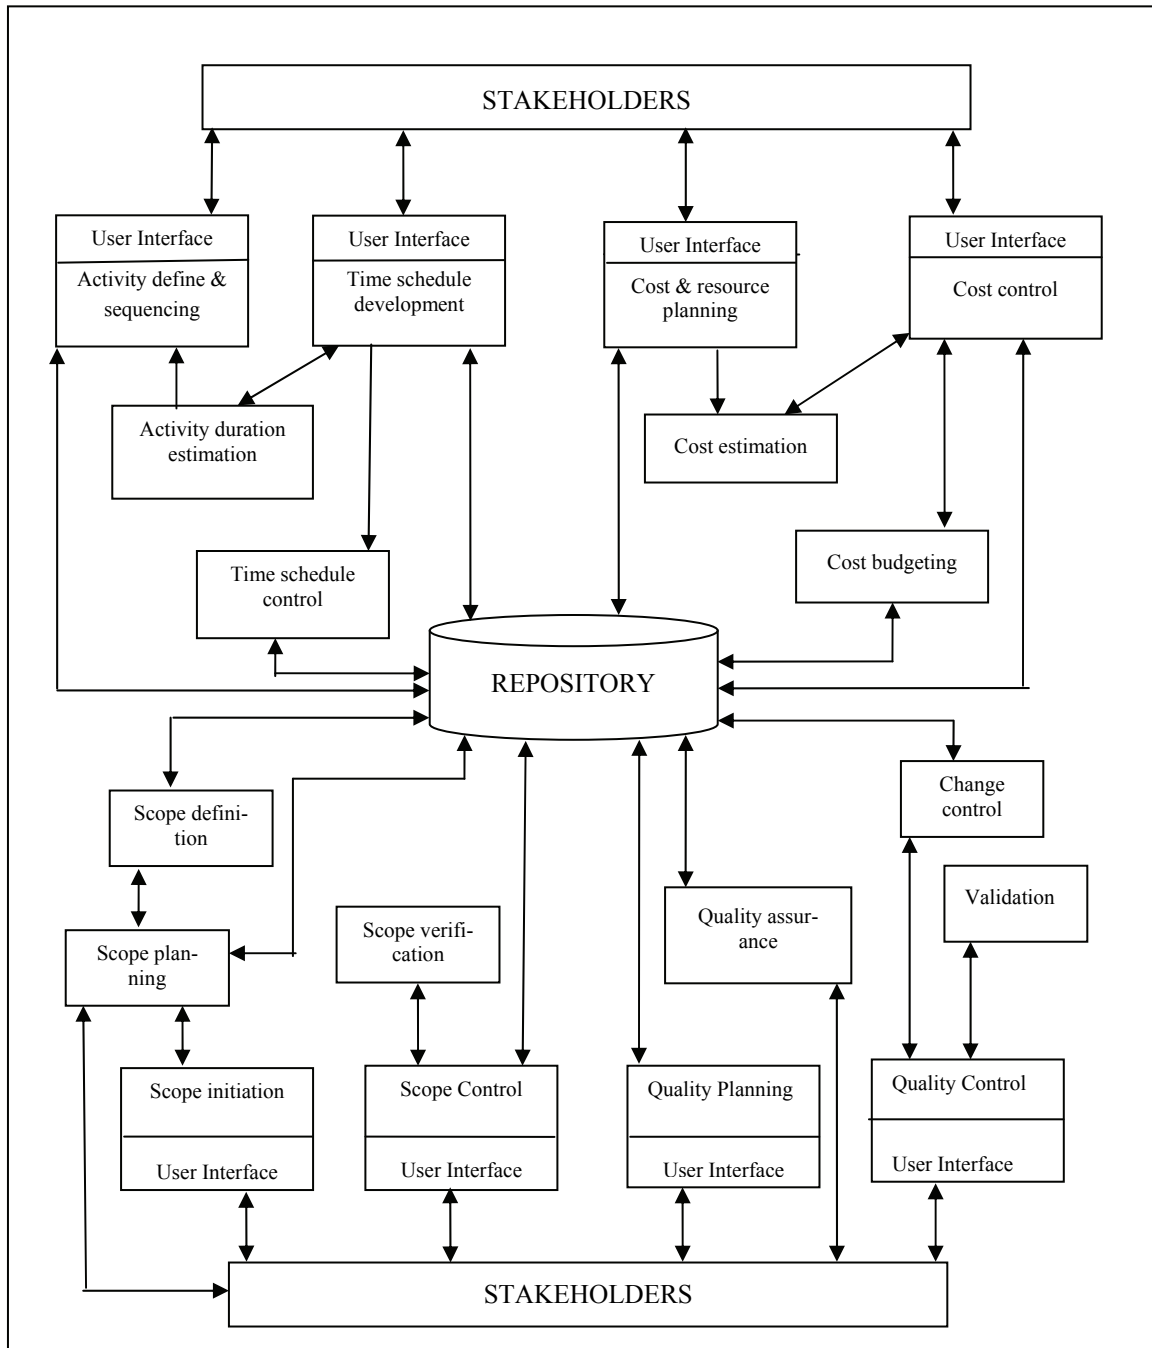 STAKEHOLDERS
User Interface
Activity define &
sequencing
User Interface
Time schedule
development
User Interface
Cost & resource
planning
User Interface
Cost control
Activity duration
estimation
Cost estimation
Time schedule
control
Cost budgeting
REPOSITORY
Scope defini-
tion
Change
control
Scope plan-
ning
Scope verifi-
cation
Quality assur-
ance
Validation
Scope initiation
User Interface
Scope Control
User Interface
Quality Planning
User Interface
Quality Control
User Interface
STAKEHOLDERS